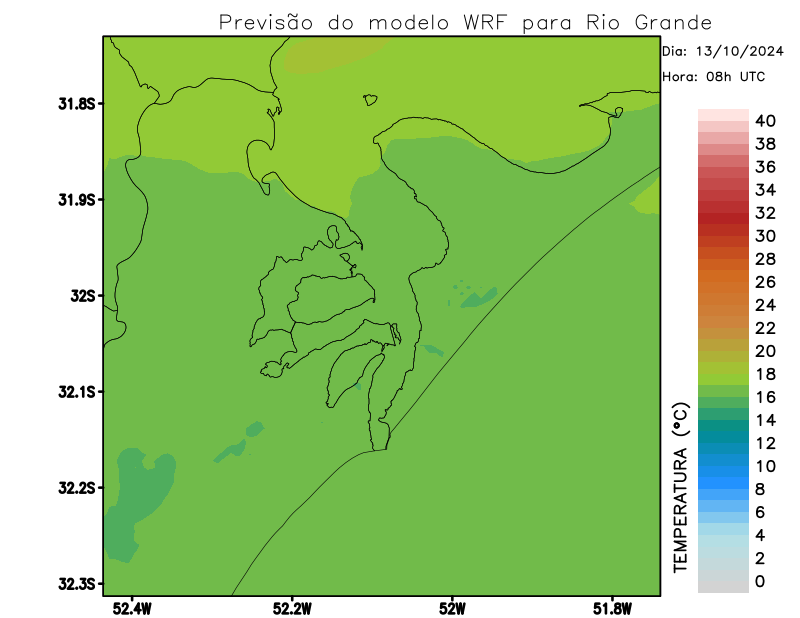 Previsão do modelo WRF para Rio Grande
Dia: 13/10/2024
Hora: 08h UTC
31.8S
31.9S
32S
32.1S
32.2S
32.3S
52.4W
52.2W
52W
51.8W
TEMPERATURA (°C)
40
38
36
34
32
30
28
26
24
22
20
18
16
14
12
10
8
6
4
2
0